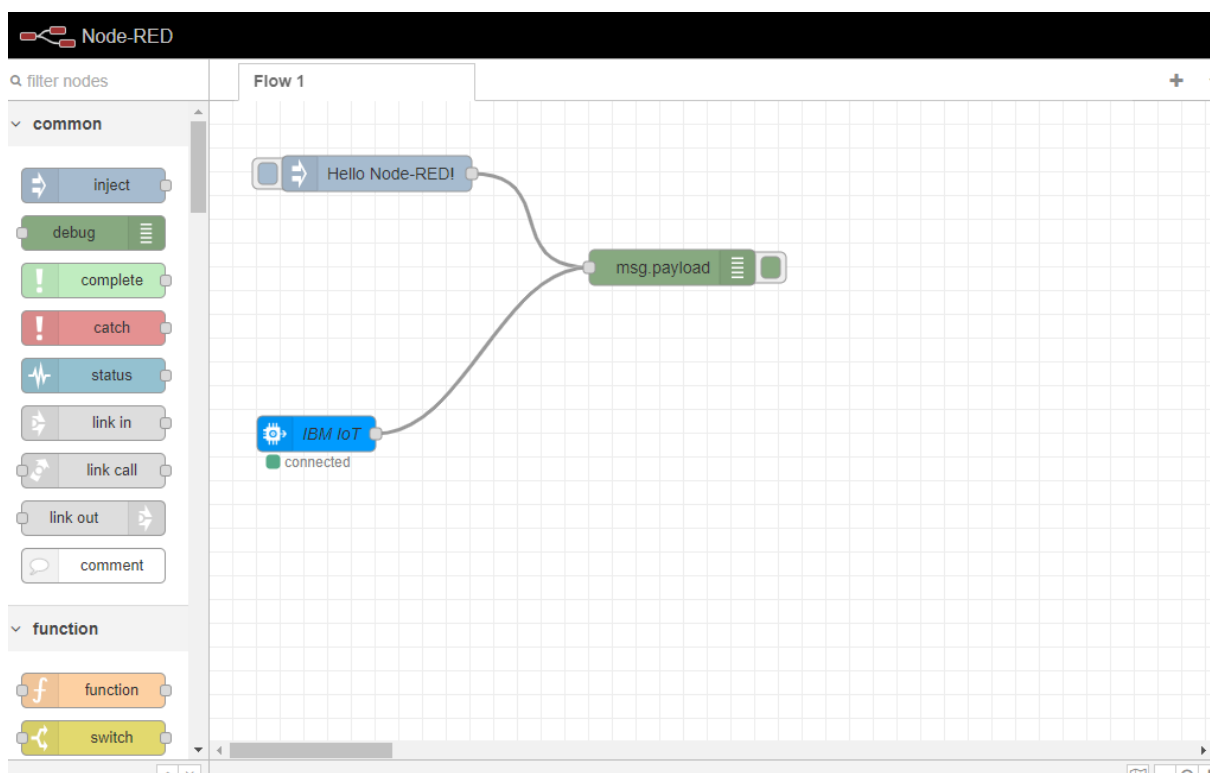 Node-RED
filter nodes
Flow 1
+
common
inject
debug
complete
catch
status
link in
link call
link out
comment
function
function
switch
Hello Node-RED!
msg.payload
IBM IoT
connected